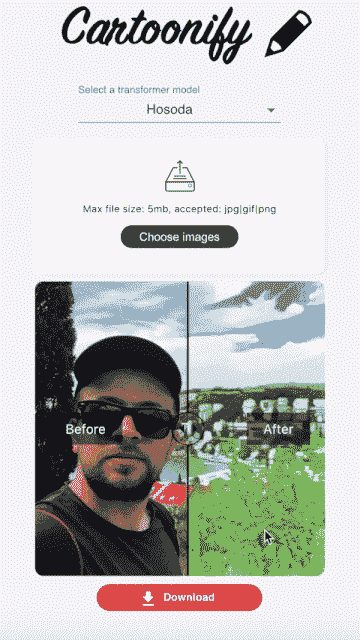 Cartoonify
Select a transformer model
Hosoda
Max file size: 5mb, accepted: jpg|gif|png
Choose images
Before
After
Download